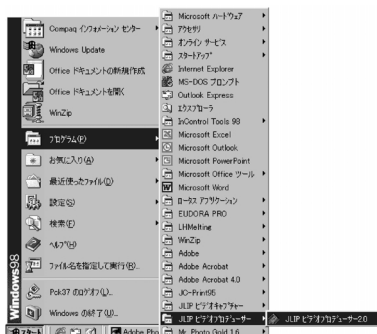 Compaq インフォメーション センター
Windows Update
Office ドキュメントの新規作成
Office ドキュメントを開く
WinZip
プログラム(P)
お気に入り(A)
最近使ったファイル(D)
設定(S)
検索(F)
ヘルプ(H)
ファイル名を指定して実行(R)...
Pck37 のログオフ(L)...
Windows の終了(U)...
Windows98
スタート
Adobe Pho
Microsoft ハードウェア
アクセサリ
オンライン サービス
スタートアップ
Internet Explorer
MS-DOS プロンプト
Outlook Express
エクスプローラ
InControl Tools 98
Microsoft Excel
Microsoft Outlook
Microsoft PowerPoint
Microsoft Office ツール
Microsoft Word
ロータス アプリケーション
EUDORA PRO
LHMelting
WinZip
Adobe
Adobe Acrobat
Adobe Acrobat 4.0
JC-Print95
JLIP ビデオキャプチャー
JLIP ビデオプロデューサー
Mr. Photo Gold 1.6
JLIP ビデオプロデューサー2.0